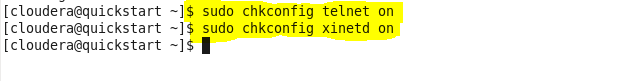 [cloudera@quickstart ~]$ sudo chkconfig telnet on
[cloudera@quickstart ~]$ sudo chkconfig xinetd on
[cloudera@quickstart ~]$